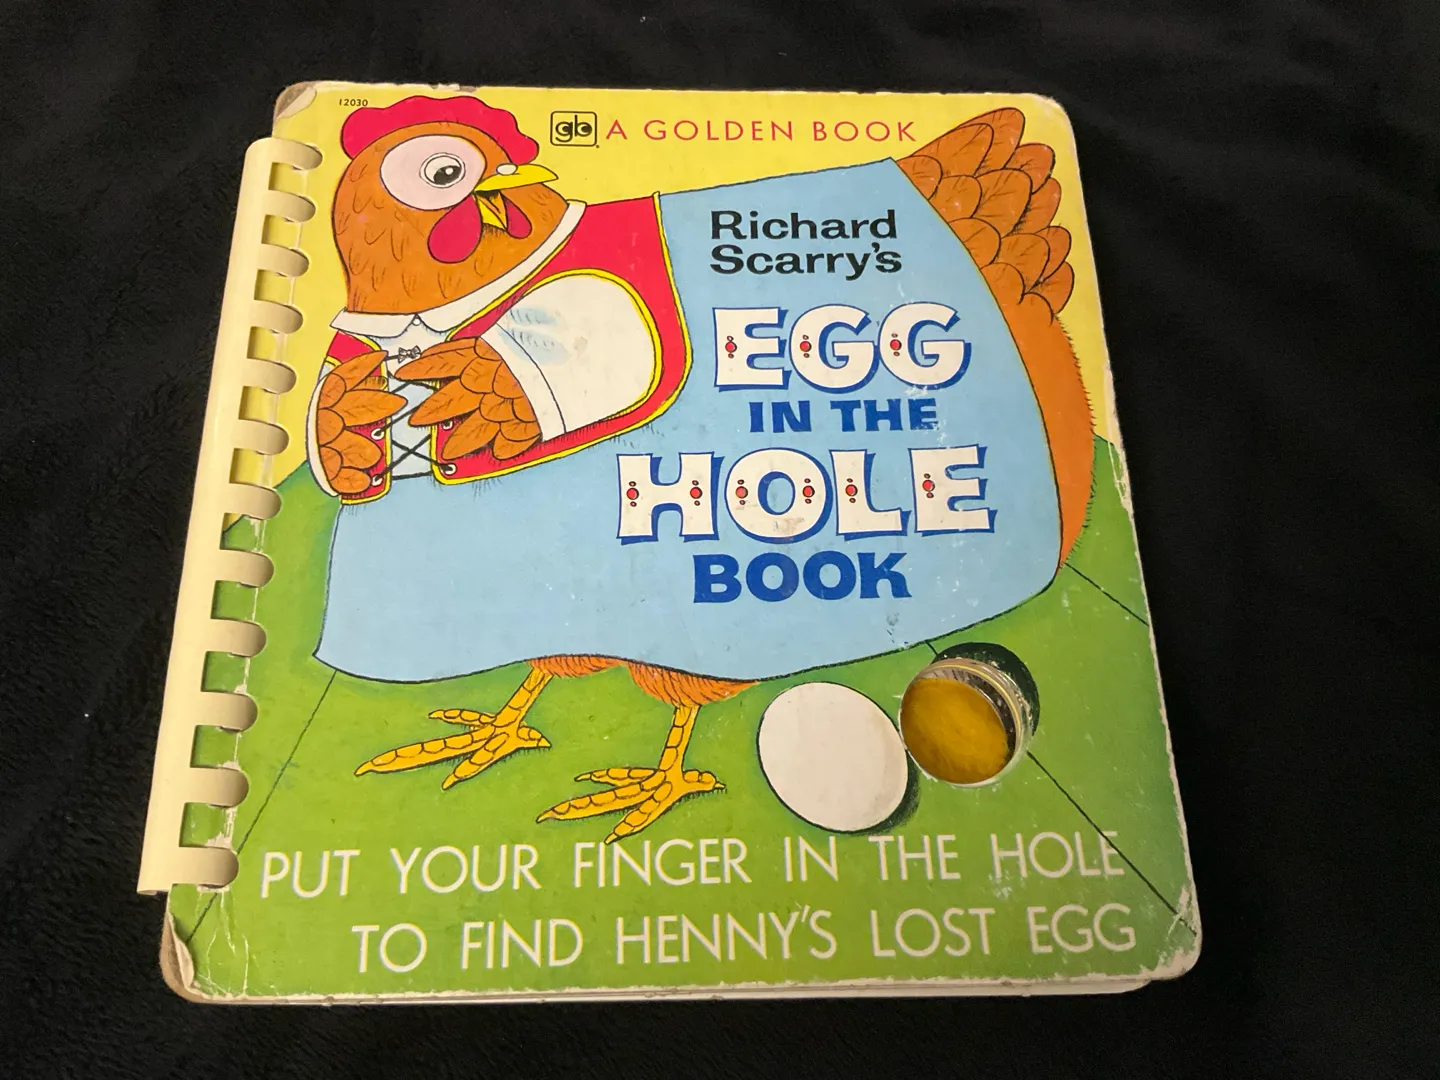 12030
gb A GOLDEN BOOK
Richard
Scarry's
EGG
IN THE
HOLE
BOOK
PUT YOUR FINGER IN THE HOLE
TO FIND HENNY'S LOST EGG